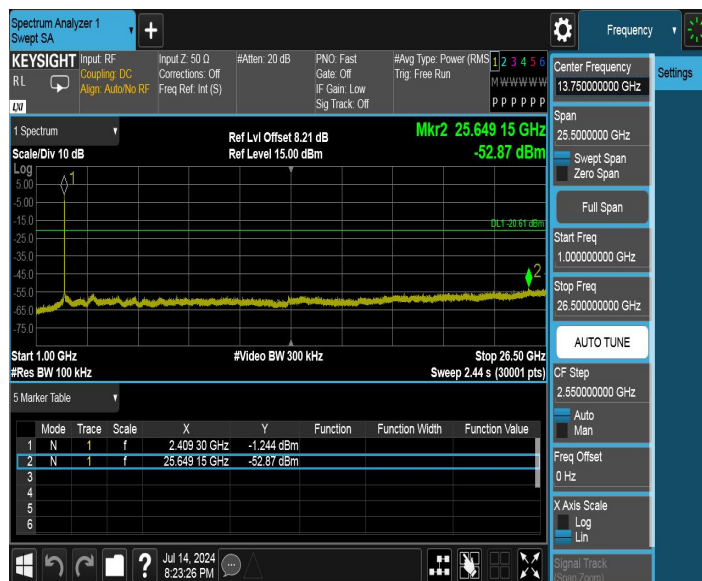 Spectrum Analyzer 1
Swept SA
Frequency
KEYSIGHT
RL
LNI
Input: RF
Coupling: DC
Align: Auto/No RF
Input Z: 50 Ω
Corrections: Off
Freq Ref: Int (S)
#Atten: 20 dB
PNO: Fast
Gate: Off
IF Gain: Low
Sig Track: Off
#Avg Type: Power (RMS
Trig: Free Run
1 2 3 4 5 6
M W W W W W
P P P P P P
1 Spectrum
Scale/Div 10 dB
Ref Lvl Offset 8.21 dB
Ref Level 15.00 dBm
Mkr2 25.649 15 GHz
-52.87 dBm
Log
5.00
-5.00
-15.0
-25.0
-35.0
-45.0
-55.0
-65.0
-75.0
1
DL1 -20.61 dBm
2
Start 1.00 GHz
#Video BW 300 kHz
Stop 26.50 GHz
#Res BW 100 kHz
Sweep 2.44 s (30001 pts)
5 Marker Table
Mode Trace Scale X Y Function Function Width Function Value
1 N 1 f 2.409 30 GHz -1.244 dBm
2 N 1 f 25.649 15 GHz -52.87 dBm
3
4
5
6
Jul 14, 2024
8:23:26 PM
Settings
Center Frequency
13.750000000 GHz
Span
25.5000000 GHz
Swept Span
Zero Span
Full Span
Start Freq
1.000000000 GHz
Stop Freq
26.500000000 GHz
AUTO TUNE
CF Step
2.550000000 GHz
Auto
Man
Freq Offset
0 Hz
X Axis Scale
Log
Lin
Signal Track
(Span Zoom)